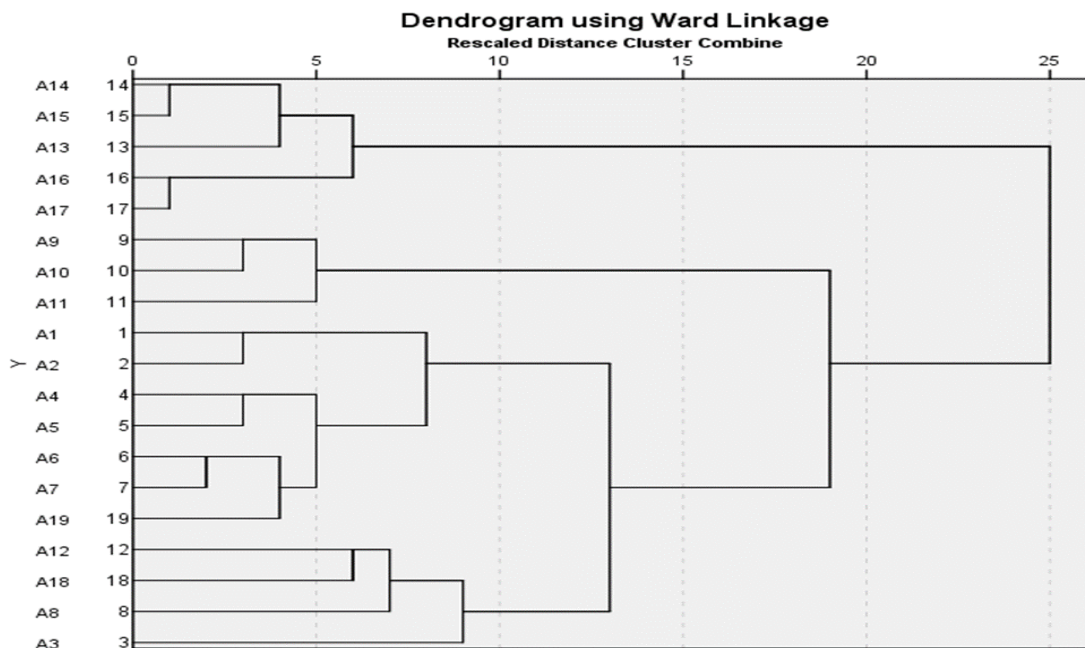 Dendrogram using Ward Linkage
Rescaled Distance Cluster Combine
0 5 10 15 20 25
A14 14
A15 15
A13 13
A16 16
A17 17
A9 9
A10 10
A11 11
A1 1
Y
A2 2
A4 4
A5 5
A6 6
A7 7
A19 19
A12 12
A18 18
A8 8
A3 3